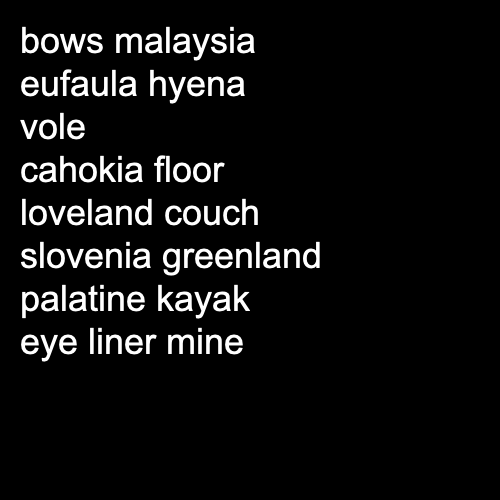 bows malaysia
eufaula hyena
vole
cahokia floor
loveland couch
slovenia greenland
palatine kayak
eye liner mine